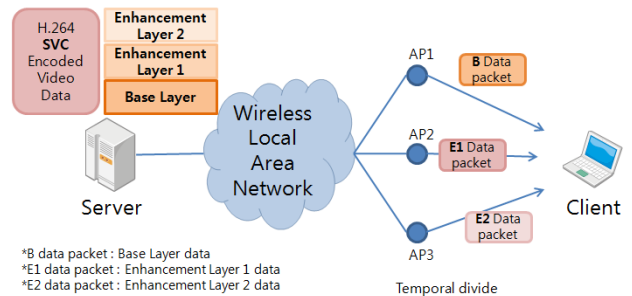 H.264
SVC
Encoded
Video
Data
Enhancement
Layer 2
Enhancement
Layer 1
Base Layer
Server
Wireless
Local
Area
Network
AP1
B Data
packet
AP2
E1 Data
packet
E2 Data
packet
AP3
Client
*B data packet : Base Layer data
*E1 data packet : Enhancement Layer 1 data
*E2 data packet : Enhancement Layer 2 data
Temporal divide